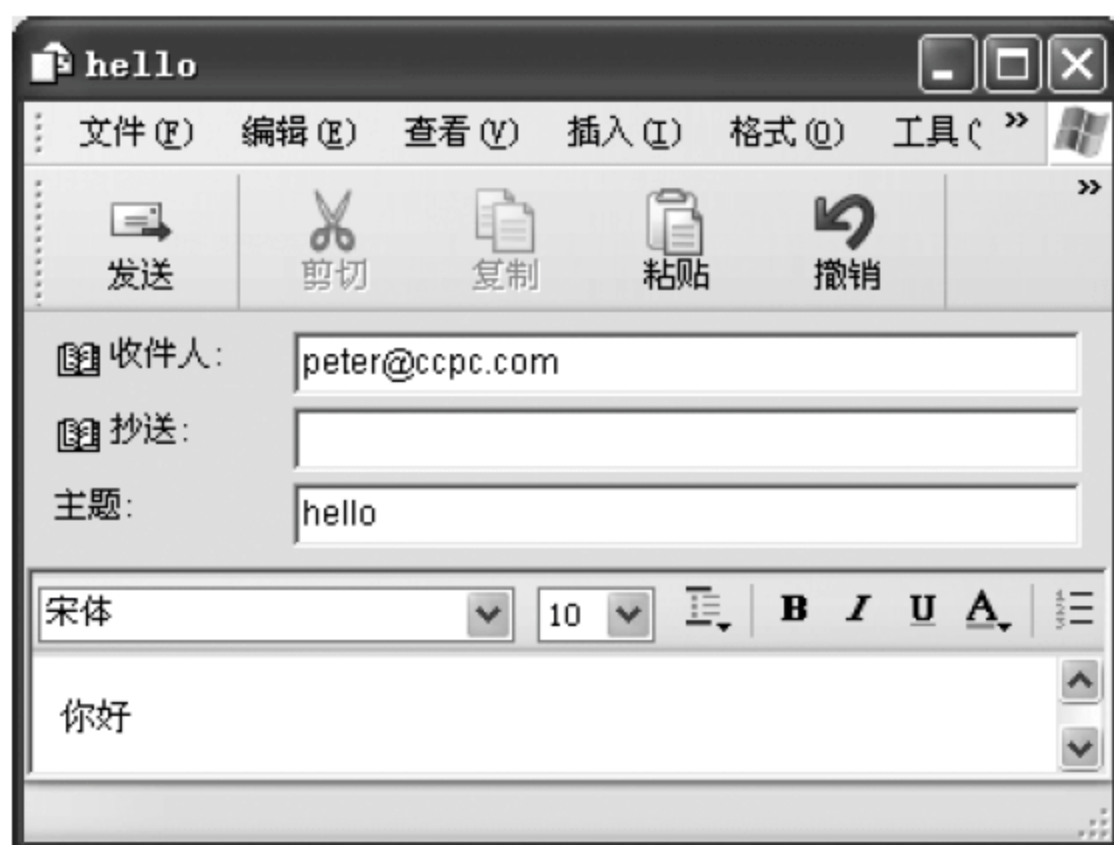 hello
文件(F) 编辑(E) 查看(V) 插入(I) 格式(O) 工具( »
»
发送 剪切 复制 粘贴 撤销
收件人: peter@ccpc.com
抄送:
主题: hello
宋体 10 B I U A
你好